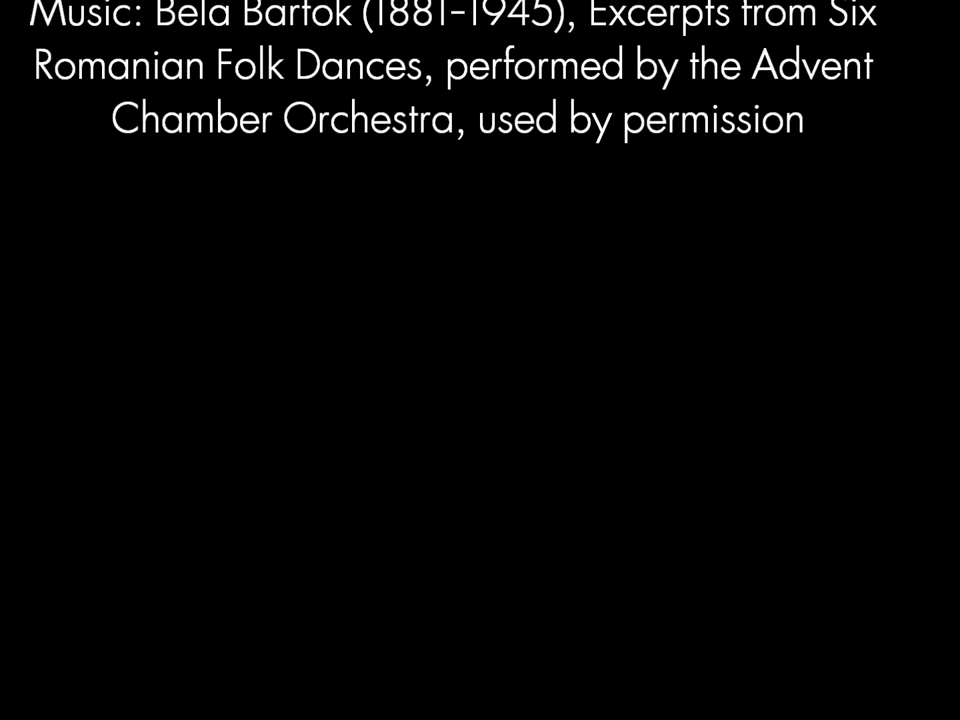 Music: Bela Bartok (1881-1945), Excerpts from Six
Romanian Folk Dances, performed by the Advent
Chamber Orchestra, used by permission